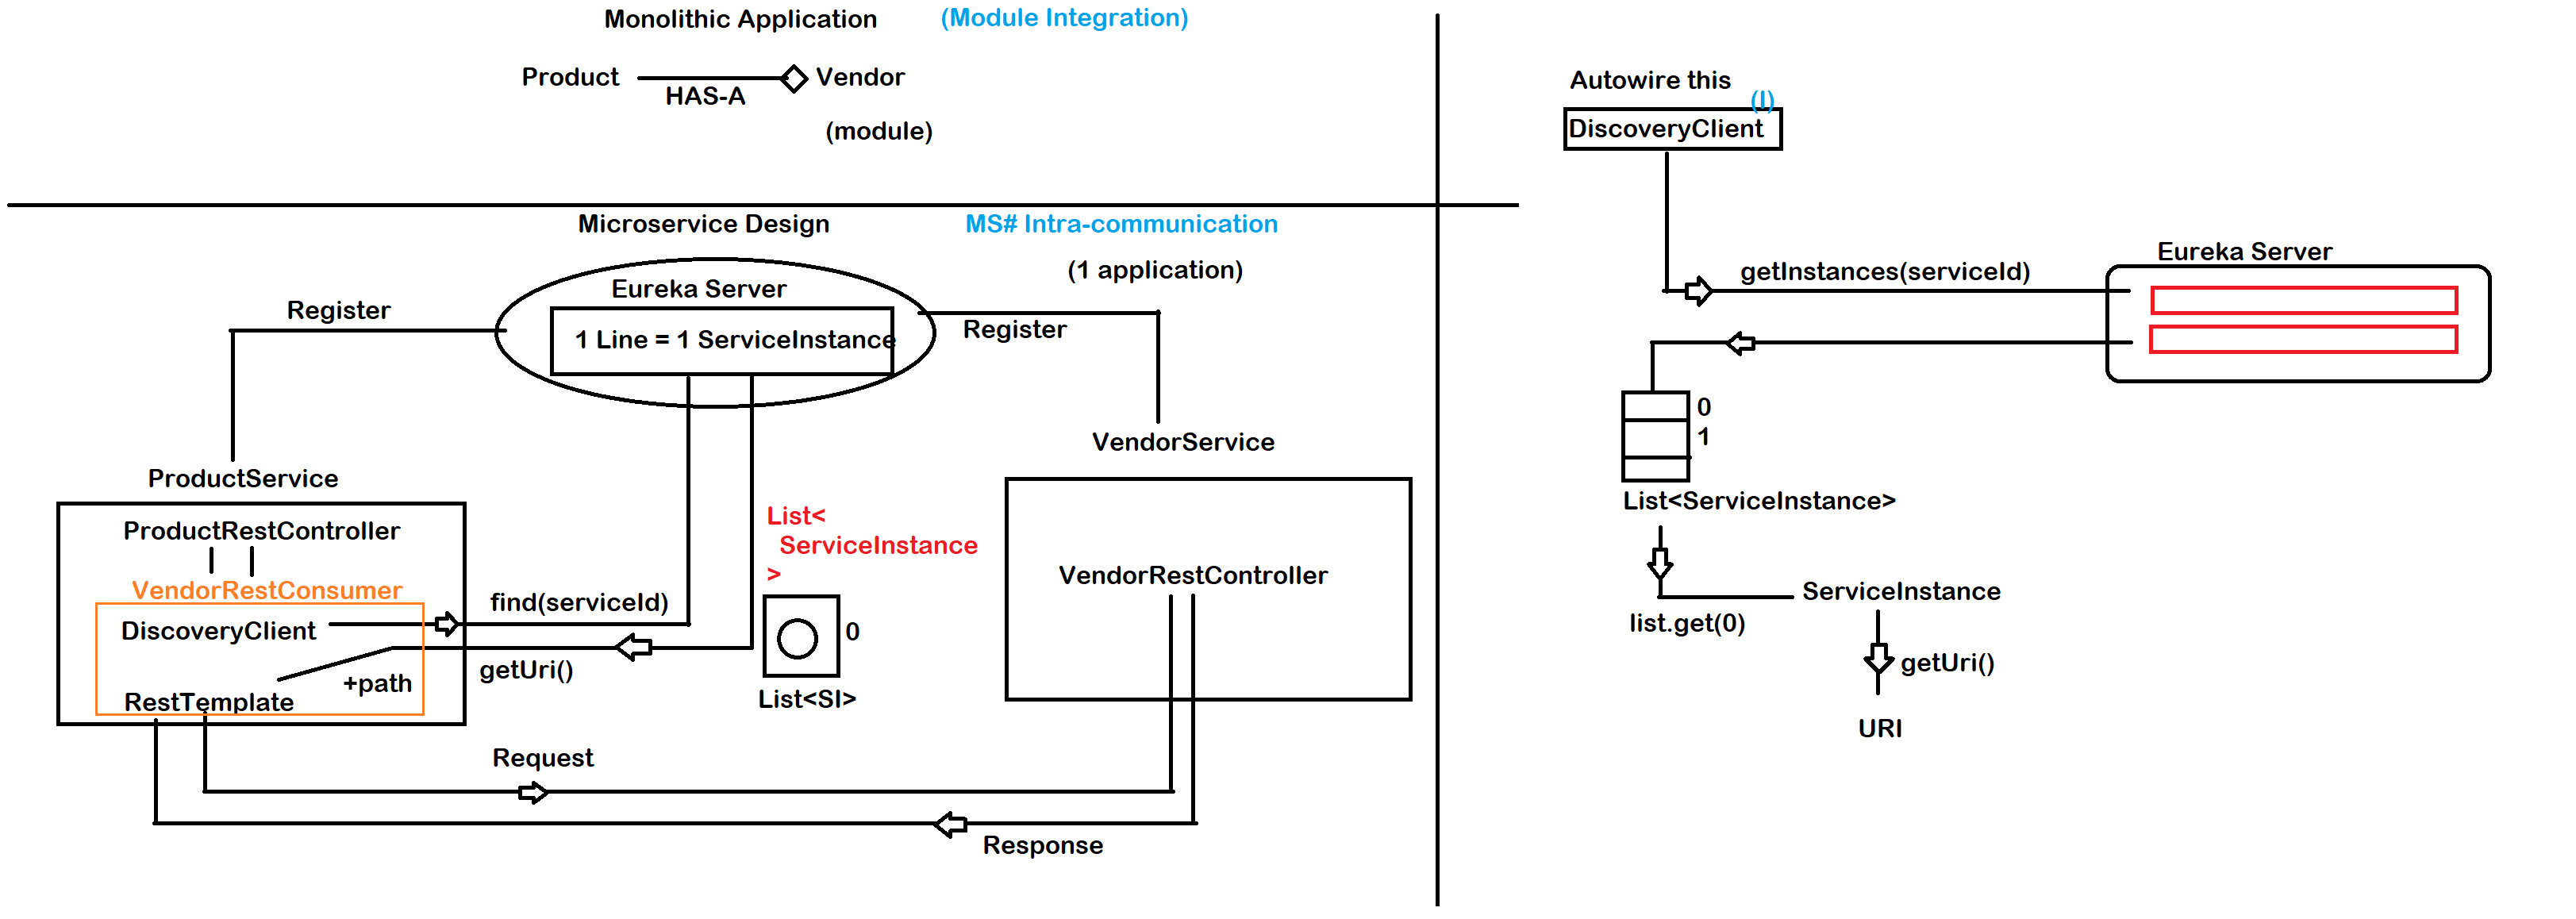 Monolithic Application
(Module Integration)
Product
HAS-A
Vendor
(module)
Microservice Design
MS# Intra-communication
(1 application)
Eureka Server
1 Line = 1 ServiceInstance
Register
Register
ProductService
VendorService
ProductRestController
VendorRestConsumer
DiscoveryClient
RestTemplate
+path
find(serviceId)
getUri()
List<
ServiceInstance
>
0
List<SI>
VendorRestController
Request
Response
Autowire this
(I)
DiscoveryClient
getInstances(serviceId)
Eureka Server
0
1
List<ServiceInstance>
list.get(0)
ServiceInstance
getUri()
URI